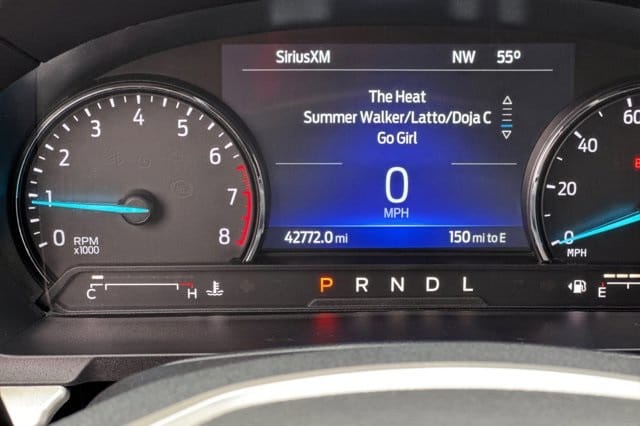 SiriusXM NW 55°
The Heat
Summer Walker/Latto/Doja C
Go Girl
0
MPH
42772.0 mi 150 mi to E
0 1 2 3 4 5 6 7 8
RPM
x1000
0 20 40 60
MPH
C H
P R N D L
E